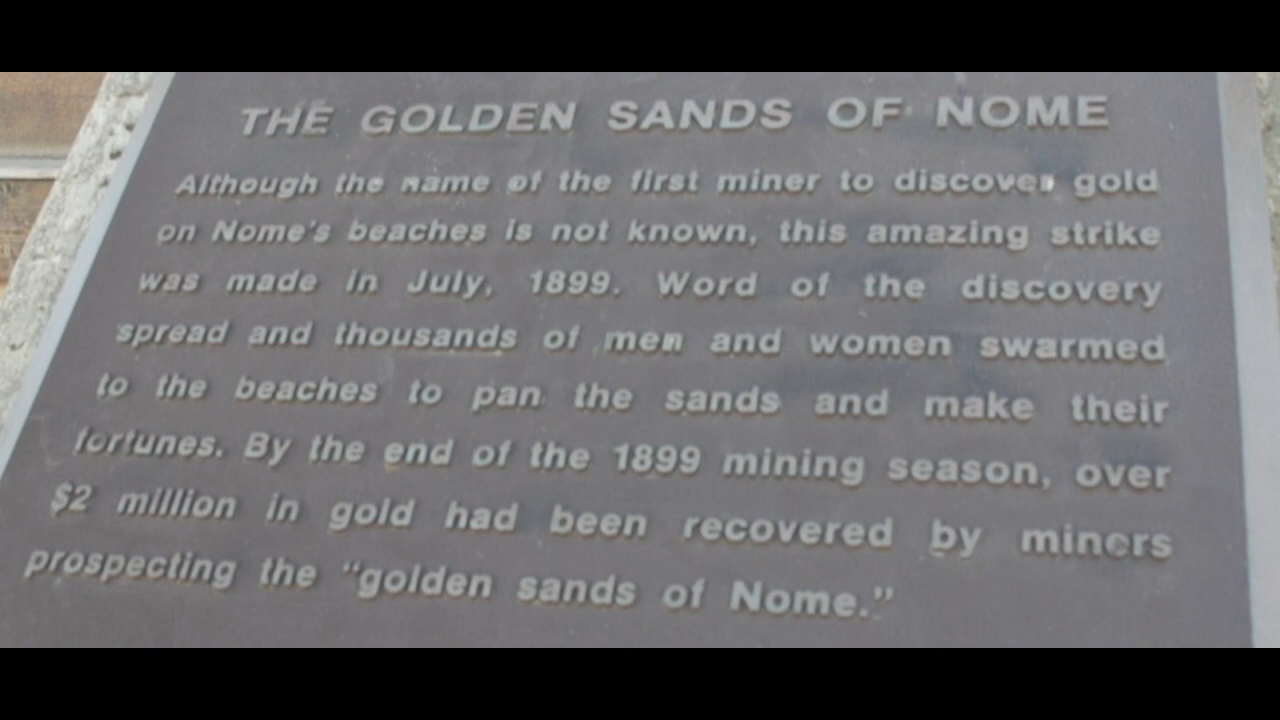 THE GOLDEN SANDS OF NOME
Although the name of the first miner to discover gold
on Nome's beaches is not known, this amazing strike
was made in July, 1899. Word of the discovery
spread and thousands of men and women swarmed
to the beaches to pan the sands and make their
fortunes. By the end of the 1899 mining season, over
$2 million in gold had been recovered by miners
prospecting the “golden sands of Nome.”